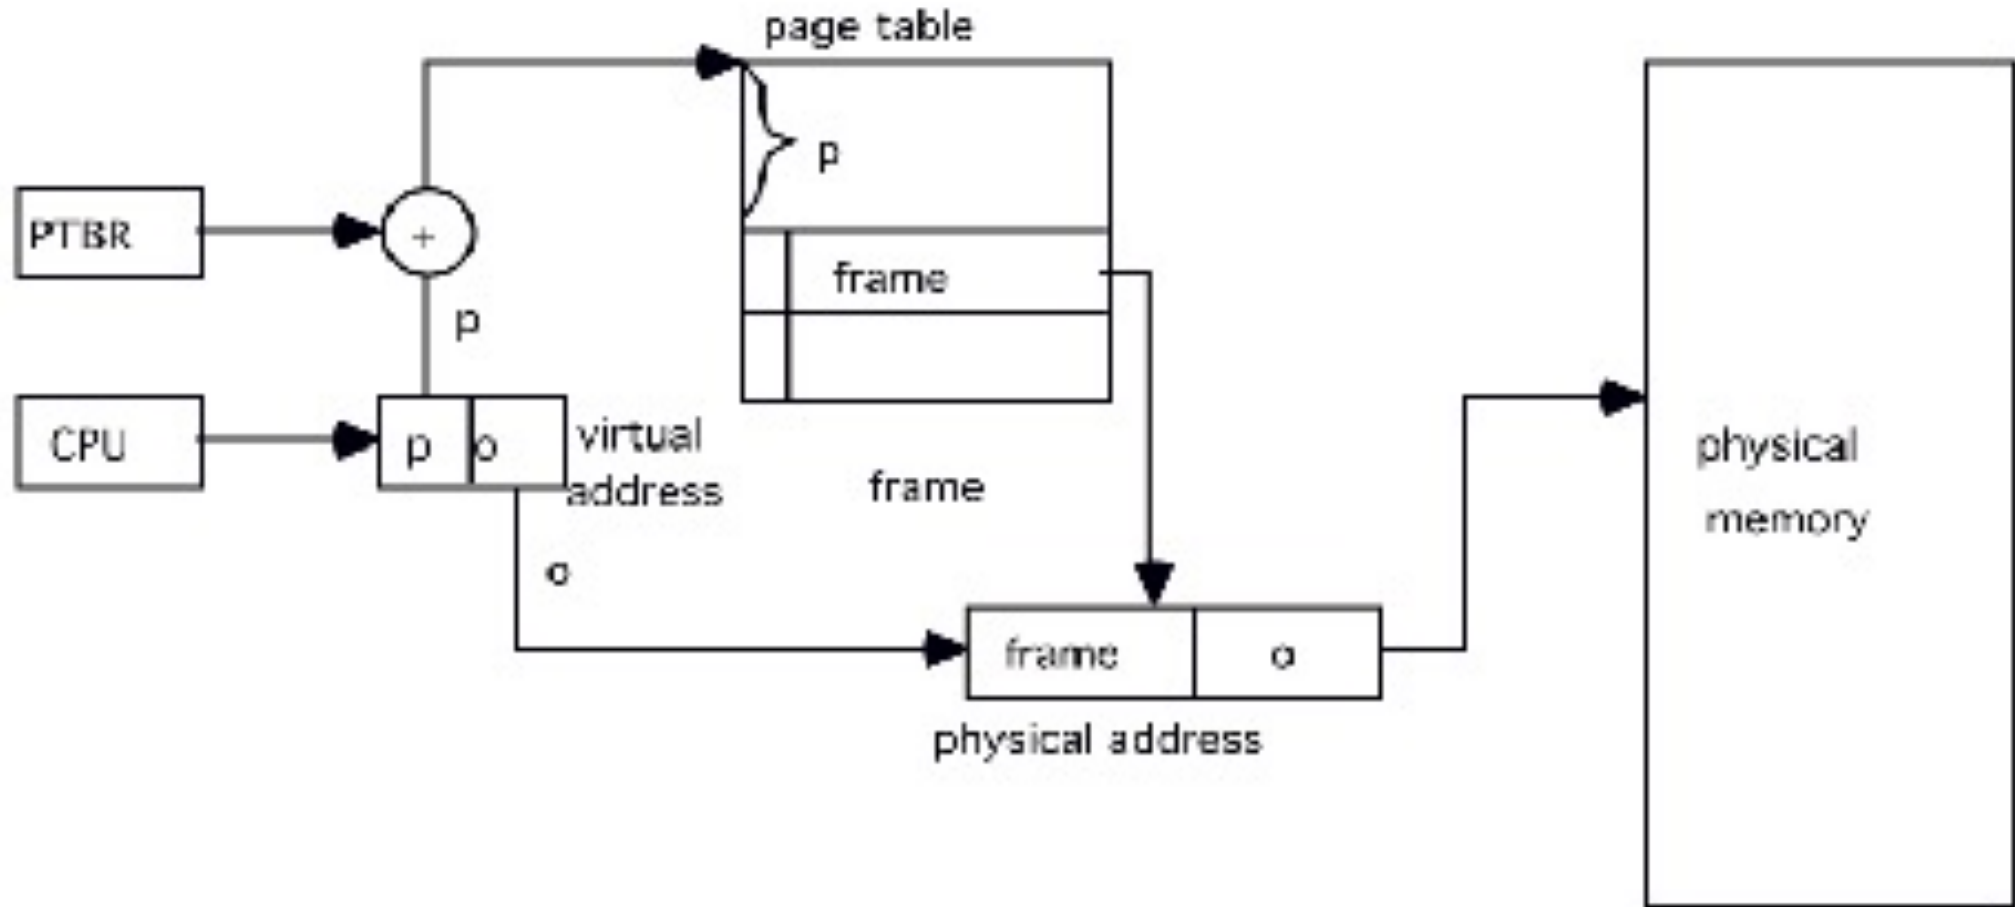 page table
p
PTBR
+
frame
p
CPU
p o
virtual
address
frame
physical
memory
o
frame o
physical address